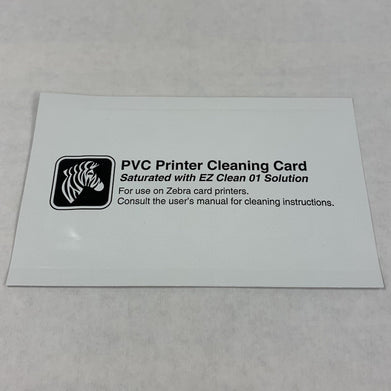 PVC Printer Cleaning Card
Saturated with EZ Clean 01 Solution
For use on Zebra card printers.
Consult the user's manual for cleaning instructions.